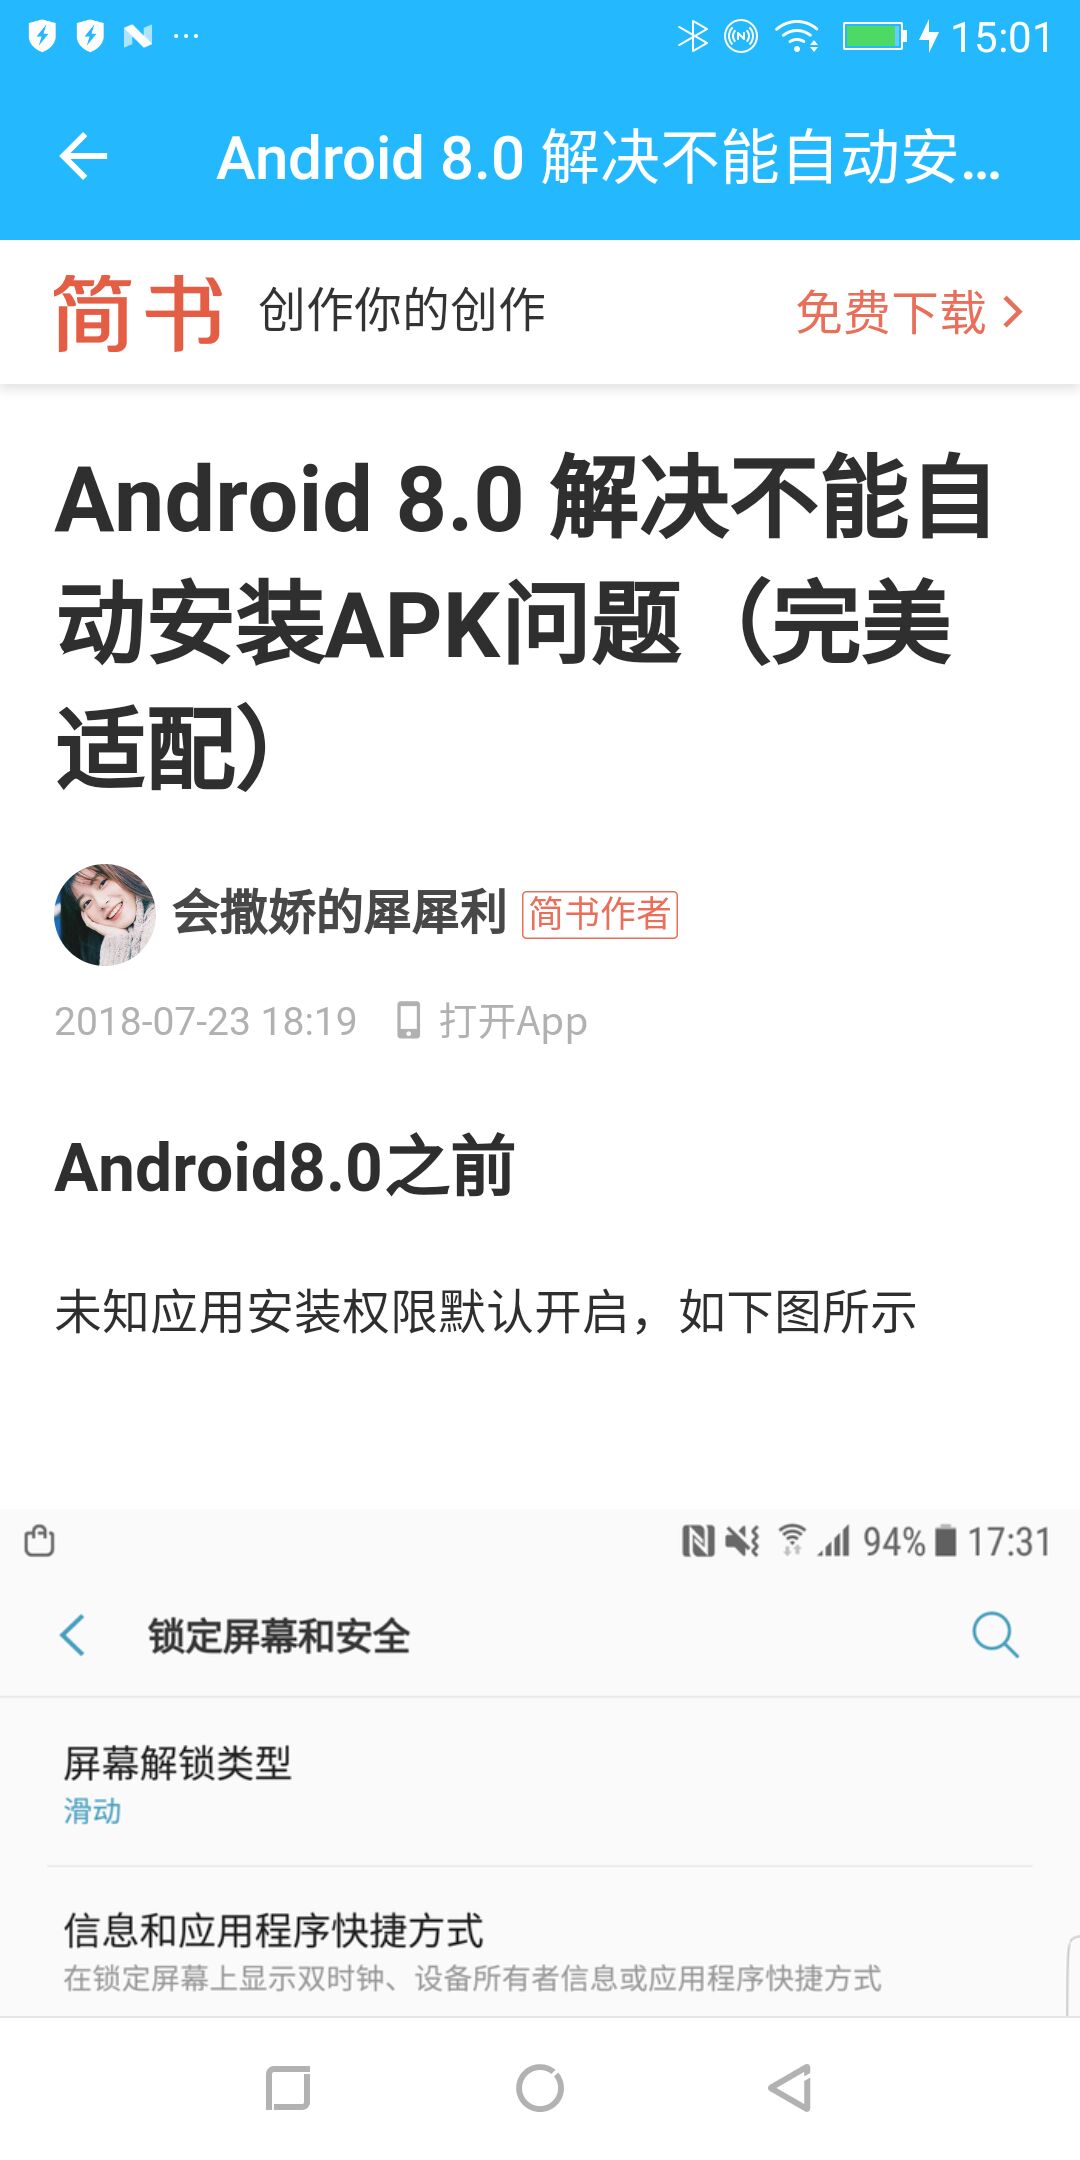 15:01
Android 8.0 解决不能自动安...
简书 创作你的创作 免费下载
Android 8.0 解决不能自
动安装APK问题（完美
适配）
会撒娇的犀犀利 简书作者
2018-07-23 18:19 打开App
Android8.0之前
未知应用安装权限默认开启，如下图所示
94% 17:31
锁定屏幕和安全
屏幕解锁类型
滑动
信息和应用程序快捷方式
在锁定屏幕上显示双时钟、设备所有者信息或应用程序快捷方式